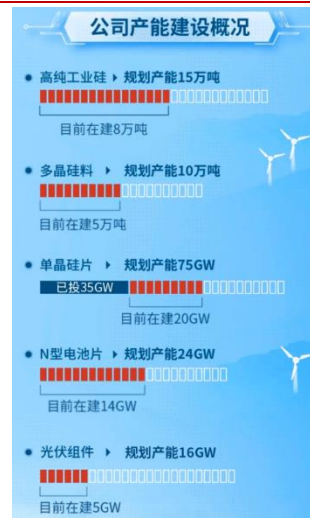 公司产能建设概况
高纯工业硅 规划产能15万吨
目前在建8万吨
多晶硅料 规划产能10万吨
目前在建5万吨
单晶硅片 规划产能75GW
已投35GW
目前在建20GW
N型电池片 规划产能24GW
目前在建14GW
光伏组件 规划产能16GW
目前在建5GW